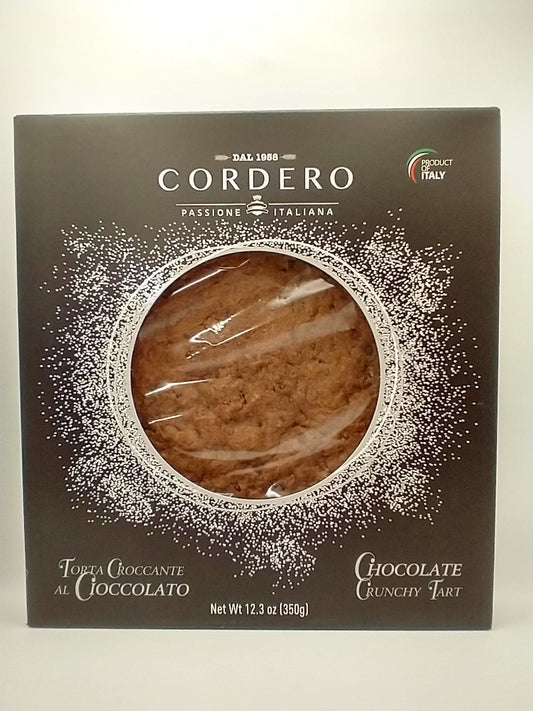 DAL 1958
CORDERO
PASSIONE ITALIANA
PRODUCT
OF
ITALY
TORTA CROCCANTE
AL CIOCCOLATO
CHOCOLATE
CRUNCHY TART
Net Wt 12.3 oz (350g)